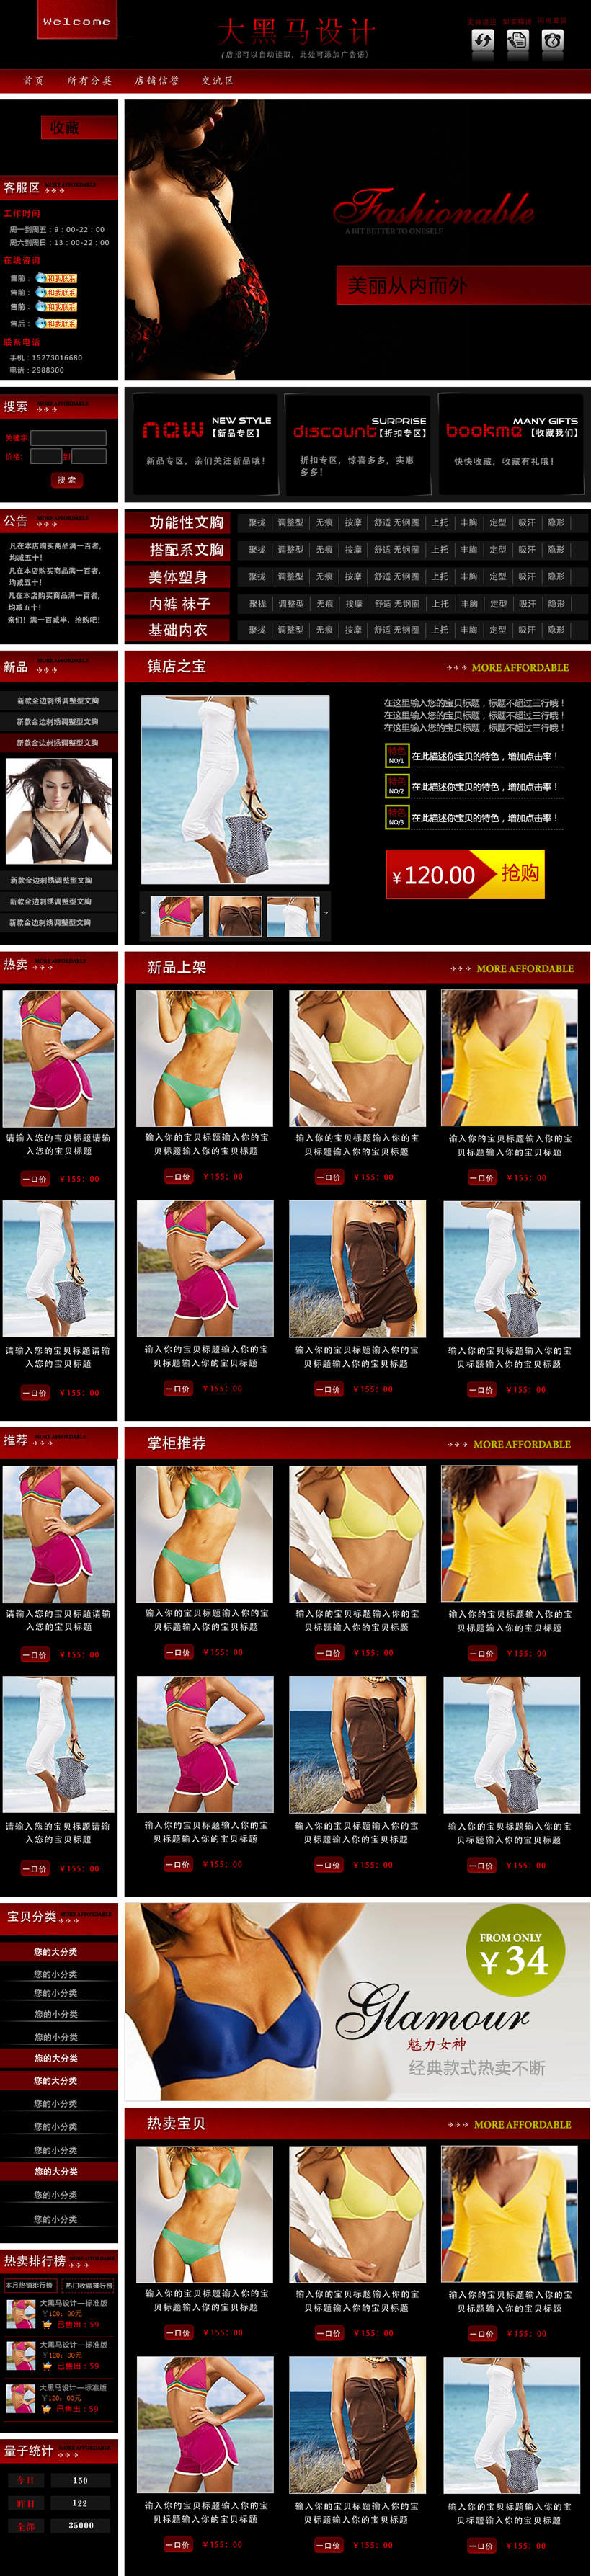 Welcome
大黑马设计
(店招可以自动读取，此处可添加广告语)
首页 所有分类 店铺信誉 交流区
收藏
客服区 MORE AFFORDABLE
工作时间
周一到周五：9：00-22：00
周六到周日：13：00-22：00
在线咨询
售前： 和我联系
售前： 和我联系
售前： 和我联系
售后： 和我联系
联系电话
手机：15273016680
电话：2988300
Fashionable
A BIT BETTER TO ONESELF
美丽从内而外
搜索 MORE AFFORDABLE
关键字:
价格: 到
搜 索
new NEW STYLE
【新品专区】
新品专区，亲们关注新品哦！
discount SURPRISE
【折扣专区】
折扣专区，惊喜多多，实惠
多多！
bookme MANY GIFTS
【收藏我们】
快快收藏，收藏有礼哦！
公告 MORE AFFORDABLE
凡在本店购买商品满一百者，
均减五十！
凡在本店购买商品满一百者，
均减五十！
凡在本店购买商品满一百者，
均减五十！
亲们！满一百减半，抢购吧！
功能性文胸 聚拢 调整型 无痕 按摩 舒适 无钢圈 上托 丰胸 定型 吸汗 隐形
搭配系文胸 聚拢 调整型 无痕 按摩 舒适 无钢圈 上托 丰胸 定型 吸汗 隐形
美体塑身 聚拢 调整型 无痕 按摩 舒适 无钢圈 上托 丰胸 定型 吸汗 隐形
内裤 袜子 聚拢 调整型 无痕 按摩 舒适 无钢圈 上托 丰胸 定型 吸汗 隐形
基础内衣 聚拢 调整型 无痕 按摩 舒适 无钢圈 上托 丰胸 定型 吸汗 隐形
新品 MORE AFFORDABLE
新款金边刺绣调整型文胸
新款金边刺绣调整型文胸
新款金边刺绣调整型文胸
新款金边刺绣调整型文胸
新款金边刺绣调整型文胸
新款金边刺绣调整型文胸
镇店之宝 MORE AFFORDABLE
在这里输入您的宝贝标题，标题不超过三行哦！
在这里输入您的宝贝标题，标题不超过三行哦！
在这里输入您的宝贝标题，标题不超过三行哦！
特色 NO/1 在此描述你宝贝的特色，增加点击率！
特色 NO/2 在此描述你宝贝的特色，增加点击率！
特色 NO/3 在此描述你宝贝的特色，增加点击率！
￥120.00 抢购
热卖 MORE AFFORDABLE
请输入您的宝贝标题请输
入您的宝贝标题
一口价 ￥155：00
请输入您的宝贝标题请输
入您的宝贝标题
一口价 ￥155：00
新品上架 MORE AFFORDABLE
输入你的宝贝标题输入你的宝
贝标题输入你的宝贝标题
一口价 ￥155：00
输入你的宝贝标题输入你的宝
贝标题输入你的宝贝标题
一口价 ￥155：00
输入你的宝贝标题输入你的宝
贝标题输入你的宝贝标题
一口价 ￥155：00
输入你的宝贝标题输入你的宝
贝标题输入你的宝贝标题
一口价 ￥155：00
输入你的宝贝标题输入你的宝
贝标题输入你的宝贝标题
一口价 ￥155：00
输入你的宝贝标题输入你的宝
贝标题输入你的宝贝标题
一口价 ￥155：00
推荐 MORE AFFORDABLE
请输入您的宝贝标题请输
入您的宝贝标题
一口价 ￥155：00
请输入您的宝贝标题请输
入您的宝贝标题
一口价 ￥155：00
掌柜推荐 MORE AFFORDABLE
输入你的宝贝标题输入你的宝
贝标题输入你的宝贝标题
一口价 ￥155：00
输入你的宝贝标题输入你的宝
贝标题输入你的宝贝标题
一口价 ￥155：00
输入你的宝贝标题输入你的宝
贝标题输入你的宝贝标题
一口价 ￥155：00
输入你的宝贝标题输入你的宝
贝标题输入你的宝贝标题
一口价 ￥155：00
输入你的宝贝标题输入你的宝
贝标题输入你的宝贝标题
一口价 ￥155：00
输入你的宝贝标题输入你的宝
贝标题输入你的宝贝标题
一口价 ￥155：00
宝贝分类 MORE AFFORDABLE
您的大分类
您的小分类
您的小分类
您的小分类
您的小分类
您的大分类
您的大分类
您的小分类
您的小分类
您的小分类
您的大分类
您的小分类
您的小分类
FROM ONLY
￥34
Glamour
魅力女神
经典款式热卖不断
热卖宝贝 MORE AFFORDABLE
输入你的宝贝标题输入你的宝
贝标题输入你的宝贝标题
一口价 ￥155：00
输入你的宝贝标题输入你的宝
贝标题输入你的宝贝标题
一口价 ￥155：00
输入你的宝贝标题输入你的宝
贝标题输入你的宝贝标题
一口价 ￥155：00
输入你的宝贝标题输入你的宝
贝标题输入你的宝贝标题
一口价 ￥155：00
输入你的宝贝标题输入你的宝
贝标题输入你的宝贝标题
一口价 ￥155：00
输入你的宝贝标题输入你的宝
贝标题输入你的宝贝标题
一口价 ￥155：00
热卖排行榜 MORE AFFORDABLE
本月热销排行榜 热门收藏排行榜
大黑马设计—标准版
￥120：00元
已售出：59
大黑马设计—标准版
￥120：00元
已售出：59
大黑马设计—标准版
￥120：00元
已售出：59
量子统计 MORE AFFORDABLE
今日 150
昨日 122
全部 35000